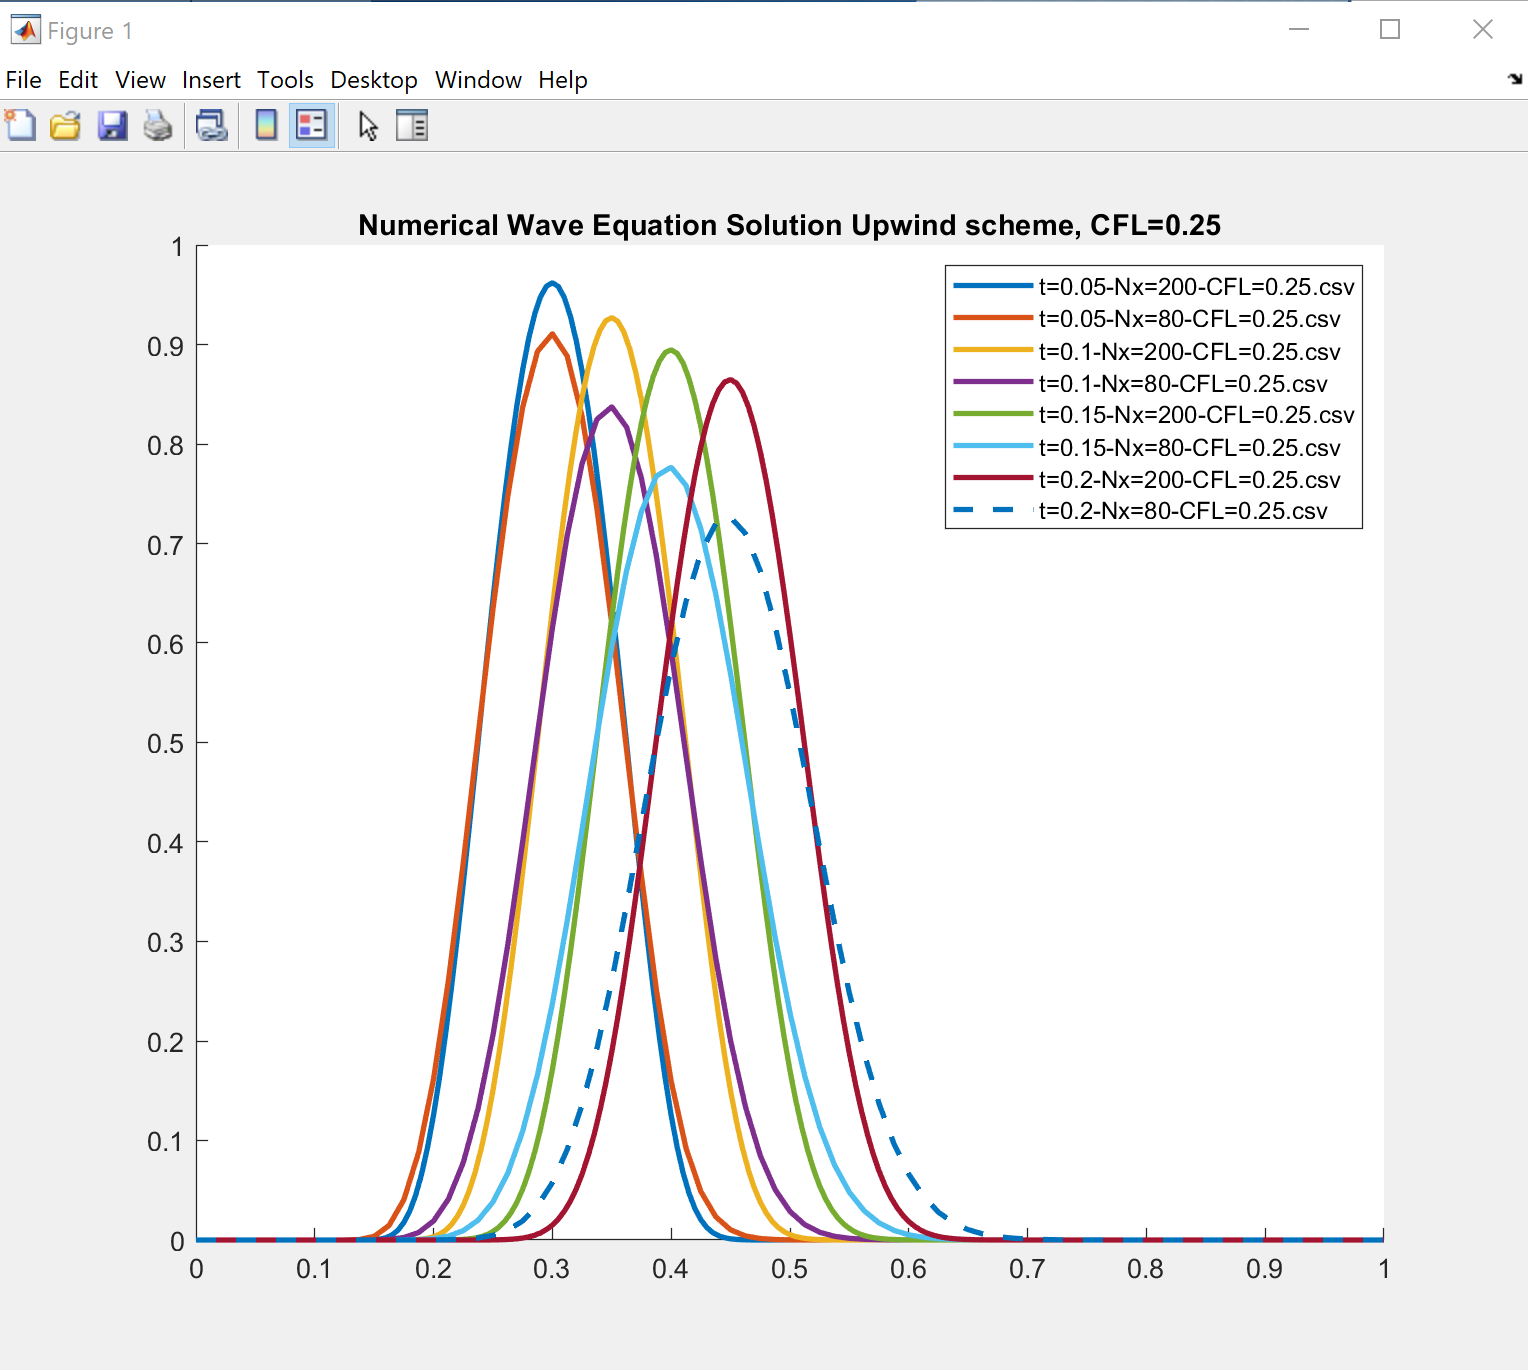 Figure 1
File Edit View Insert Tools Desktop Window Help
Numerical Wave Equation Solution Upwind scheme, CFL=0.25
1
0.9
0.8
0.7
0.6
0.5
0.4
0.3
0.2
0.1
0
t=0.05-Nx=200-CFL=0.25.csv
t=0.05-Nx=80-CFL=0.25.csv
t=0.1-Nx=200-CFL=0.25.csv
t=0.1-Nx=80-CFL=0.25.csv
t=0.15-Nx=200-CFL=0.25.csv
t=0.15-Nx=80-CFL=0.25.csv
t=0.2-Nx=200-CFL=0.25.csv
t=0.2-Nx=80-CFL=0.25.csv
0 0.1 0.2 0.3 0.4 0.5 0.6 0.7 0.8 0.9 1